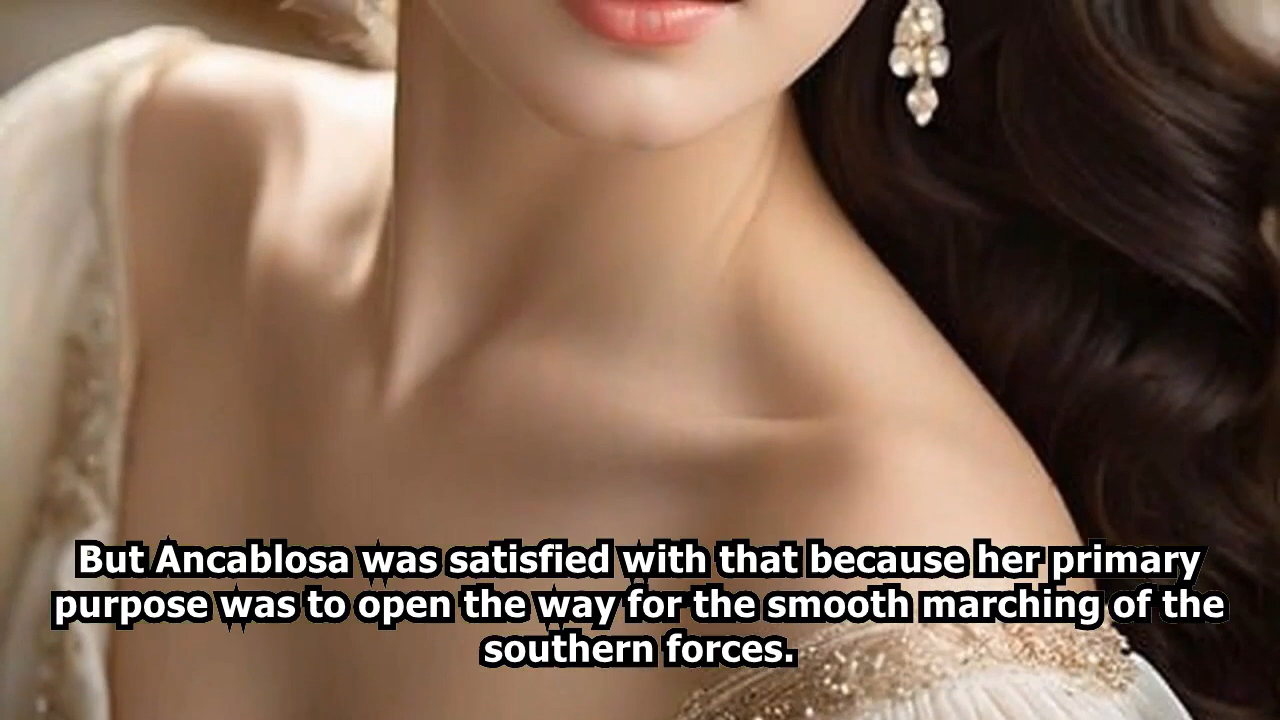 But Ancablosa was satisfied with that because her primary
purpose was to open the way for the smooth marching of the
southern forces.